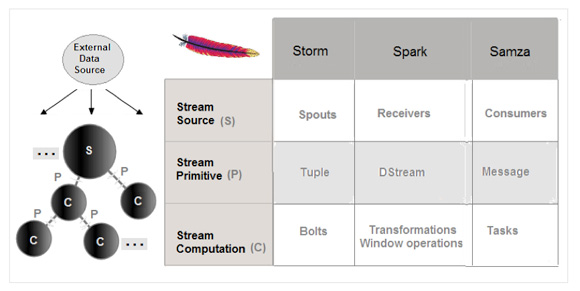 External
Data
Source
...
S
P
P
C
C
P
P
C
C
...
Storm
Spark
Samza
Stream
Source (S)
Spouts
Receivers
Consumers
Stream
Primitive (P)
Tuple
DStream
Message
Stream
Computation (C)
Bolts
Transformations
Window operations
Tasks